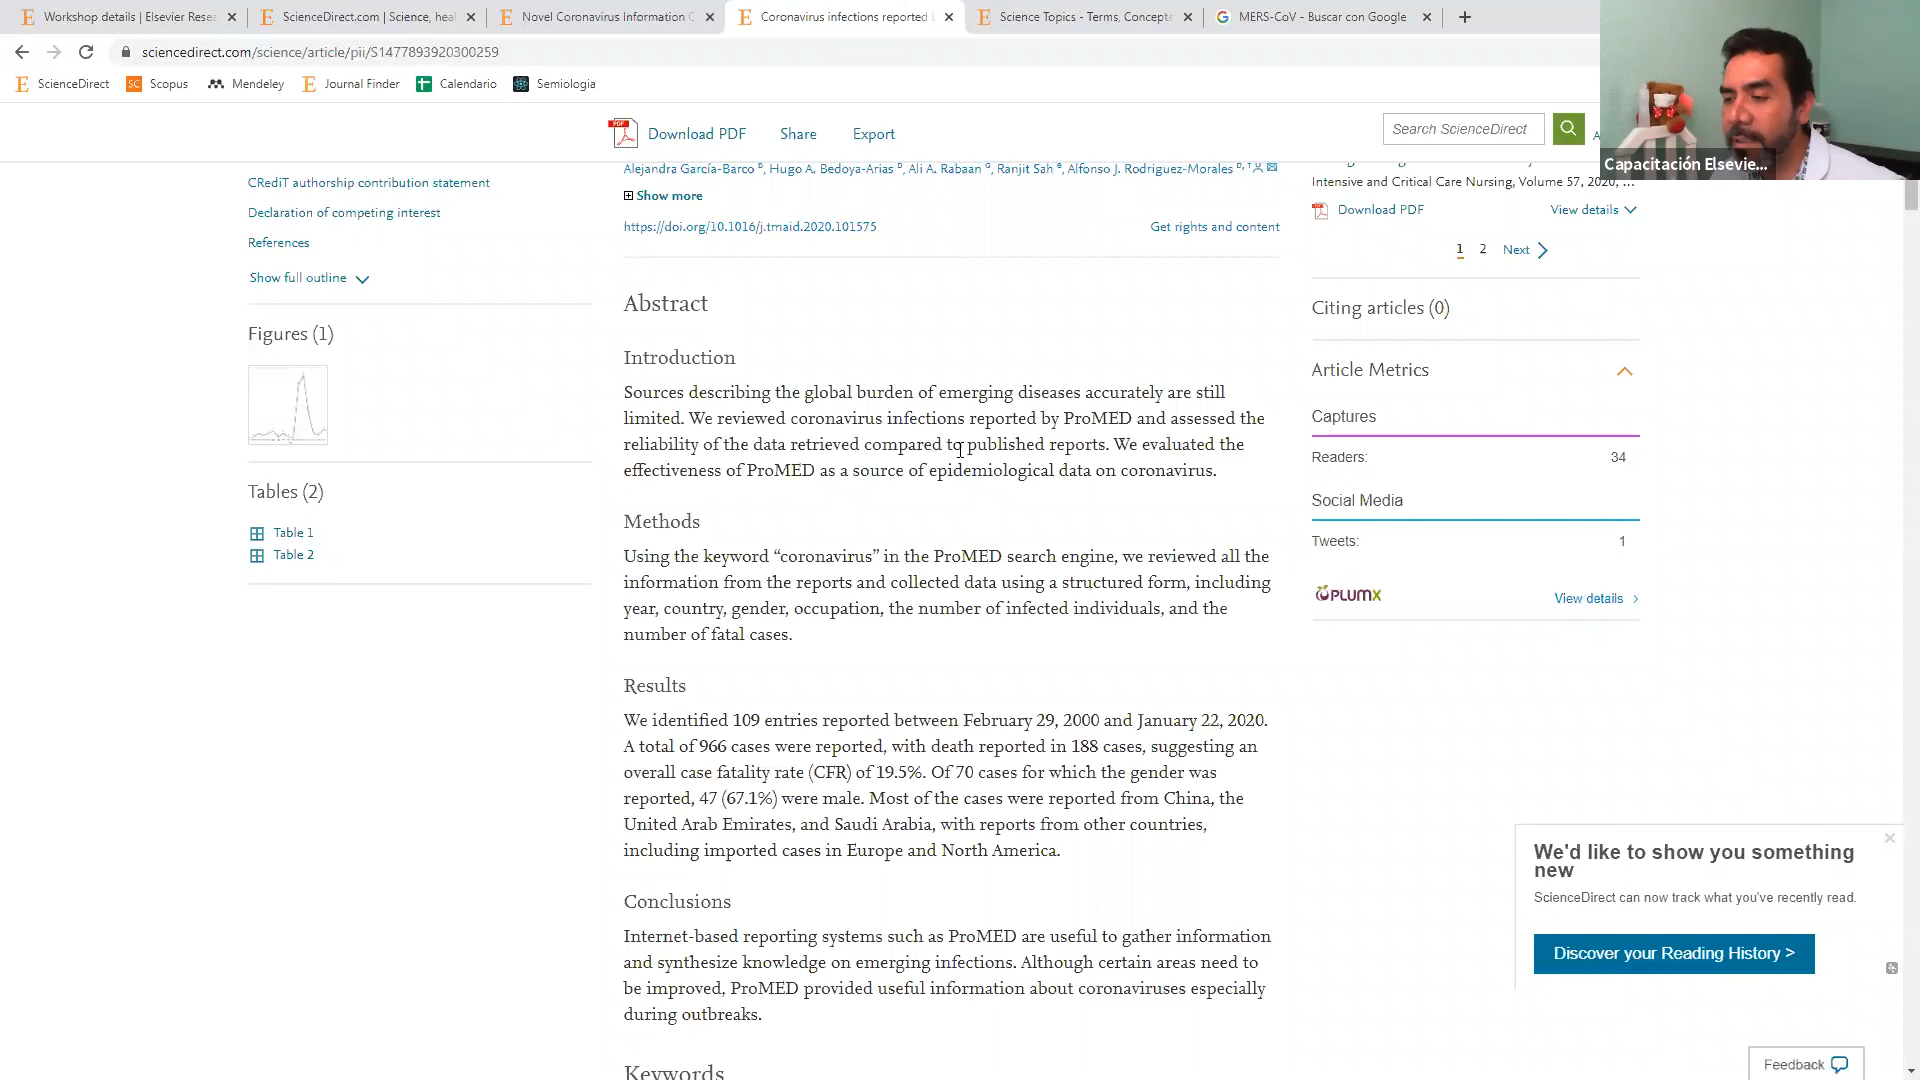 Workshop details | Elsevier Resea
ScienceDirect.com | Science, heal
Novel Coronavirus Information C
Coronavirus infections reported b
Science Topics - Terms, Concepts
MERS-CoV - Buscar con Google
sciencedirect.com/science/article/pii/S1477893920300259
ScienceDirect
Scopus
Mendeley
Journal Finder
Calendario
Semiologia
Download PDF
Share
Export
Search ScienceDirect
Capacitación Elsevie...
CRediT authorship contribution statement
Declaration of competing interest
References
Show full outline
Figures (1)
Tables (2)
Table 1
Table 2
Alejandra García-Barco b, Hugo A. Bedoya-Arias b, Ali A. Rabaan d, Ranjit Sah e, Alfonso J. Rodriguez-Morales b, f
Show more
https://doi.org/10.1016/j.tmaid.2020.101575
Get rights and content
Abstract
Introduction
Sources describing the global burden of emerging diseases accurately are still
limited. We reviewed coronavirus infections reported by ProMED and assessed the
reliability of the data retrieved compared to published reports. We evaluated the
effectiveness of ProMED as a source of epidemiological data on coronavirus.
Methods
Using the keyword “coronavirus” in the ProMED search engine, we reviewed all the
information from the reports and collected data using a structured form, including
year, country, gender, occupation, the number of infected individuals, and the
number of fatal cases.
Results
We identified 109 entries reported between February 29, 2000 and January 22, 2020.
A total of 966 cases were reported, with death reported in 188 cases, suggesting an
overall case fatality rate (CFR) of 19.5%. Of 70 cases for which the gender was
reported, 47 (67.1%) were male. Most of the cases were reported from China, the
United Arab Emirates, and Saudi Arabia, with reports from other countries,
including imported cases in Europe and North America.
Conclusions
Internet-based reporting systems such as ProMED are useful to gather information
and synthesize knowledge on emerging infections. Although certain areas need to
be improved, ProMED provided useful information about coronaviruses especially
during outbreaks.
Keywords
Intensive and Critical Care Nursing, Volume 57, 2020, ...
Download PDF
View details
1 2 Next
Citing articles (0)
Article Metrics
Captures
Readers: 34
Social Media
Tweets: 1
PLUMX
View details
We'd like to show you something
new
ScienceDirect can now track what you've recently read.
Discover your Reading History >
Feedback